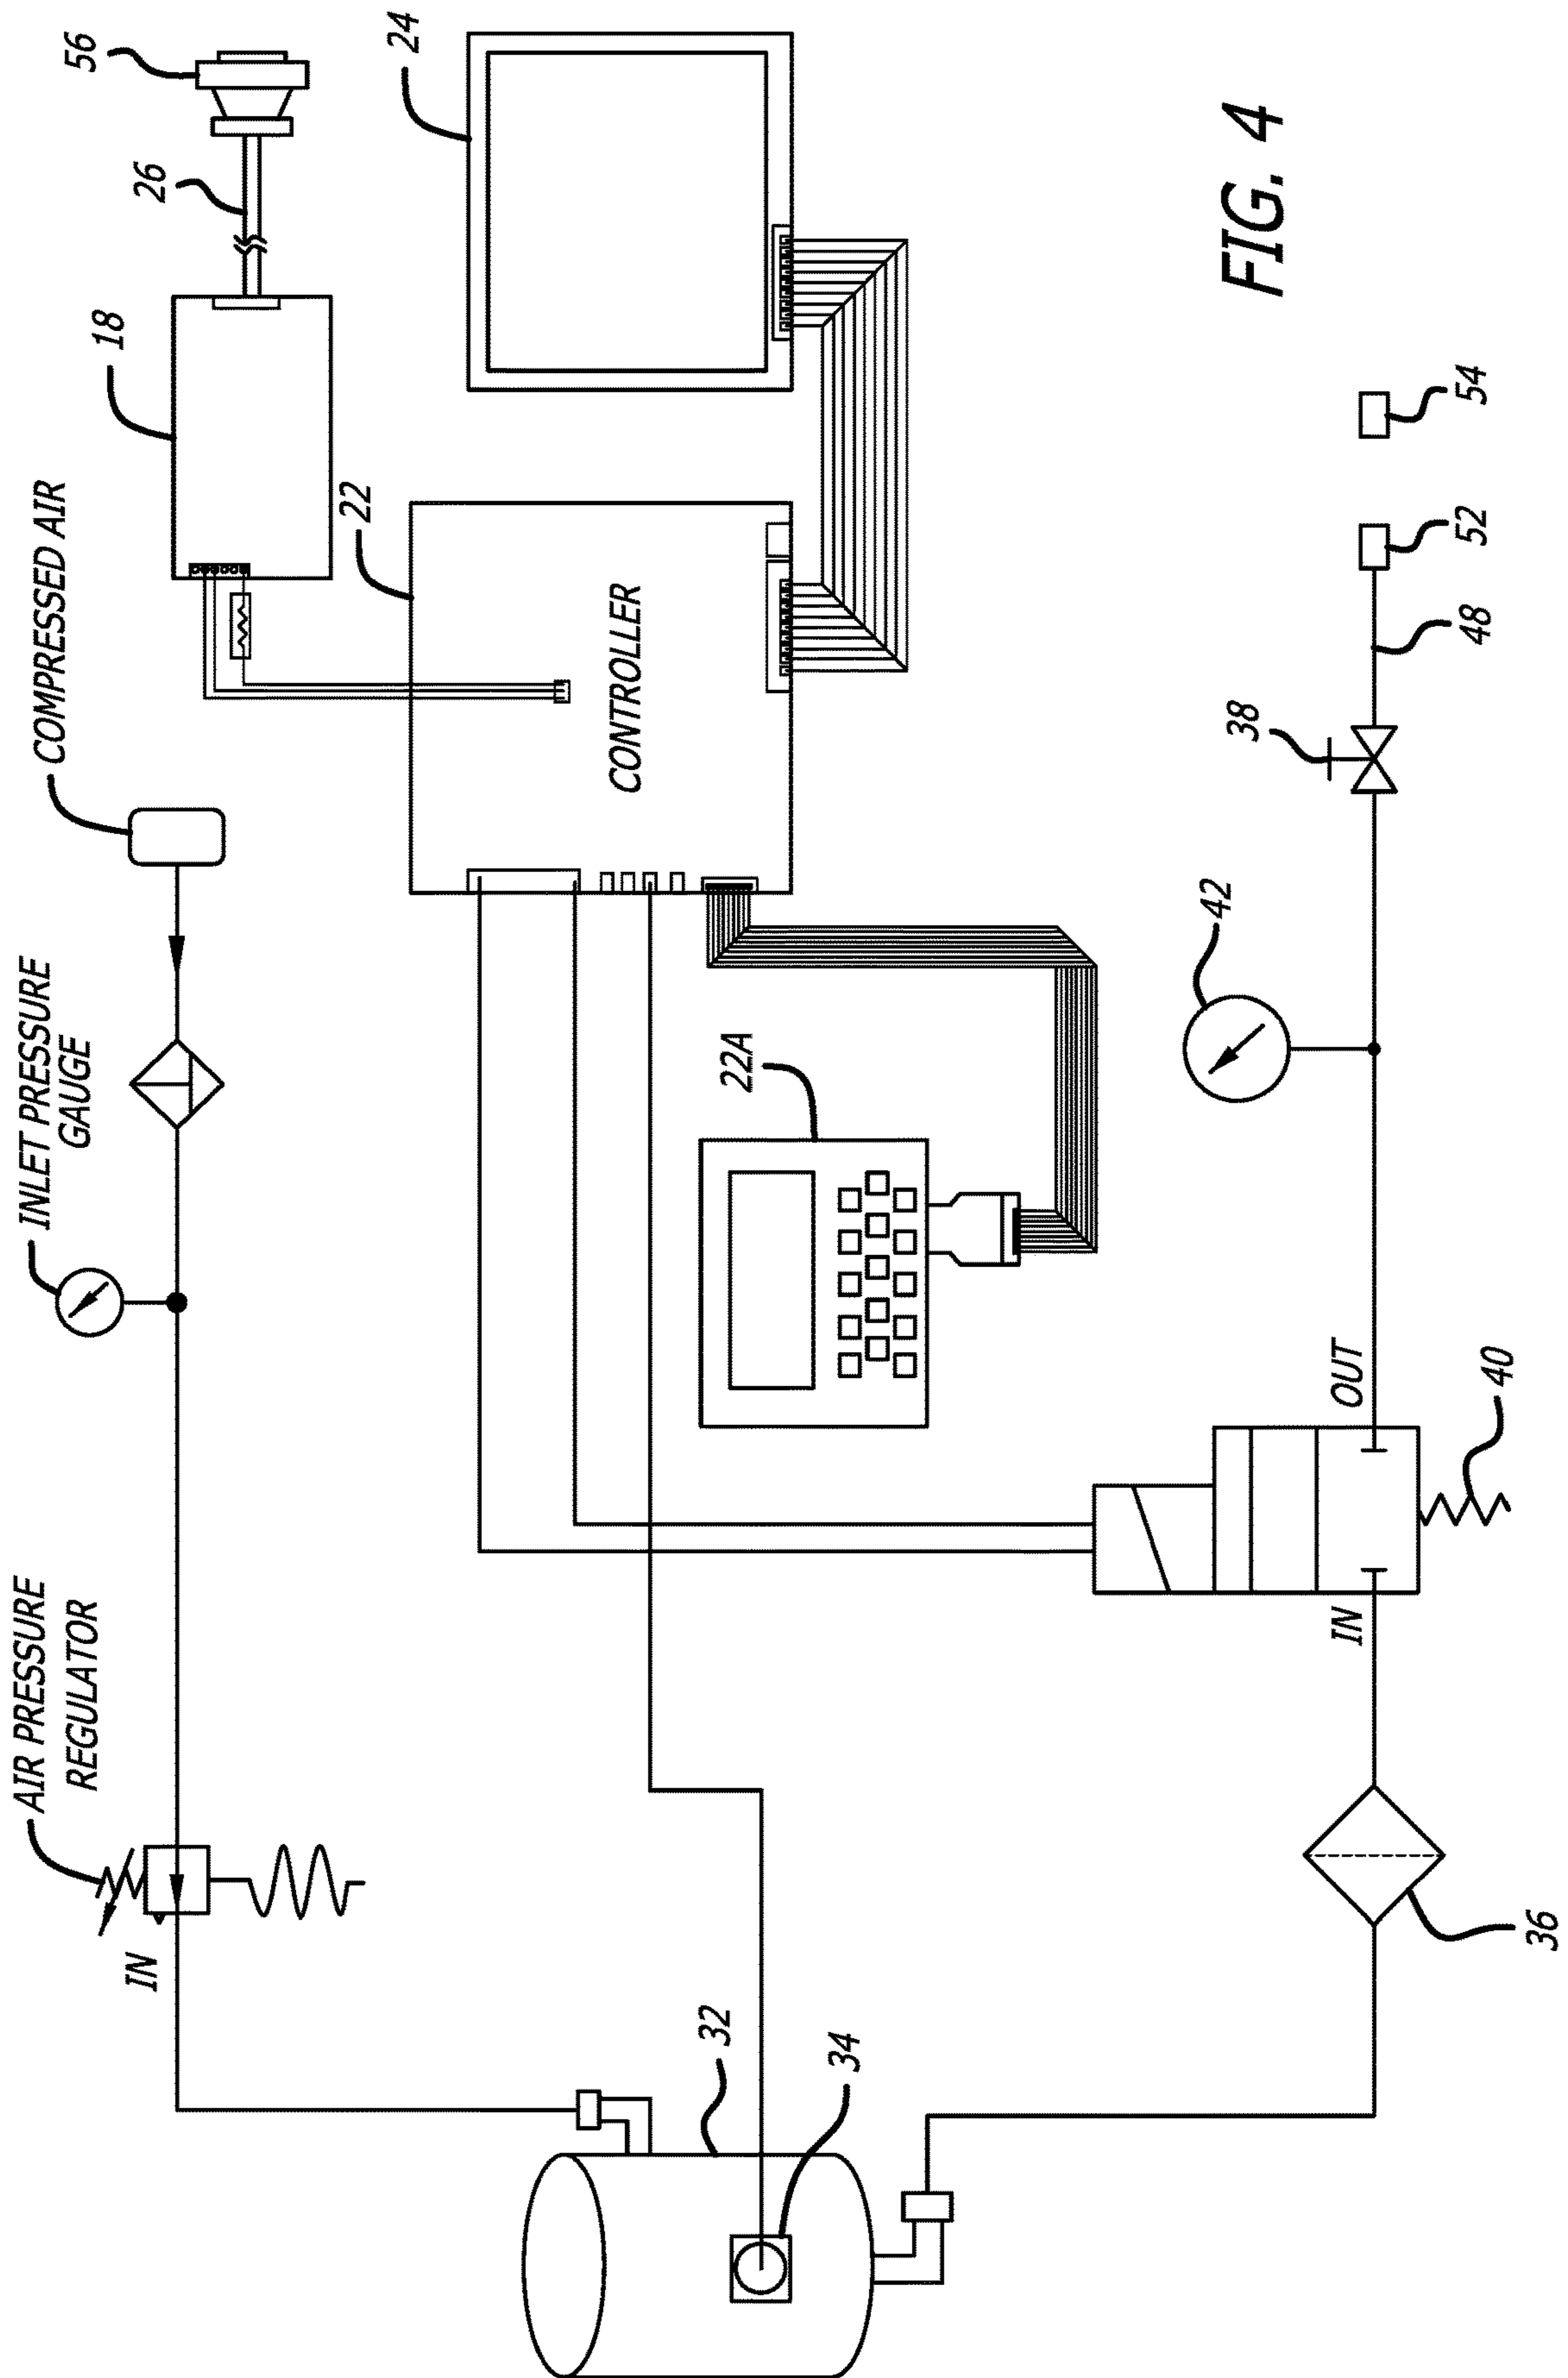 AIR PRESSURE
REGULATOR
INLET PRESSURE
GAUGE
COMPRESSED AIR
18
26
56
IN
22
24
CONTROLLER
32
34
22A
42
38
48
52
54
IN
OUT
36
40
FIG. 4